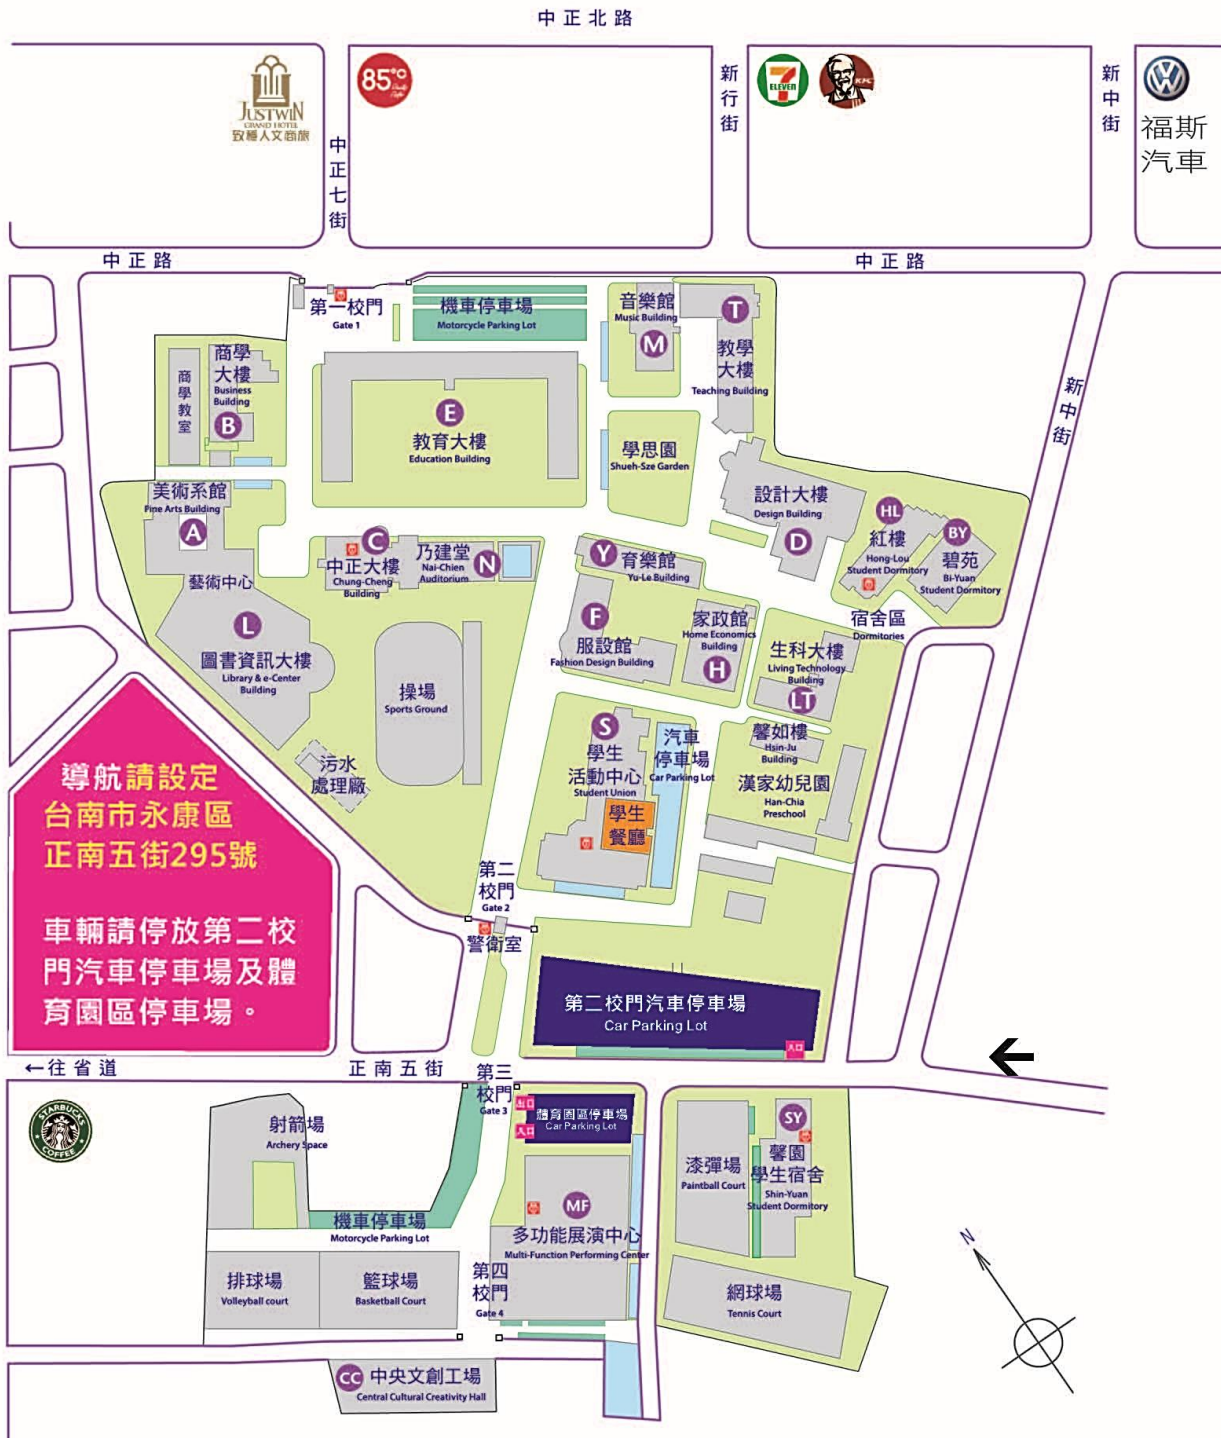 中正北路
JUSTWIN
GRAND HOTEL
致穩人文商旅
85°C
中正七街
新行街
7
ELEVEN
KFC
新中街
福斯
汽車
中正路
中正路
第一校門
Gate 1
機車停車場
Motorcycle Parking Lot
音樂館
Music Building
M
T
教學
大樓
Teaching Building
新中街
商學教室
商學
大樓
Business
Building
B
E
教育大樓
Education Building
學思園
Shueh-Sze Garden
設計大樓
Design Building
D
美術系館
Fine Arts Building
A
藝術中心
C
中正大樓
Chung-Cheng
Building
乃建堂
Nai-Chien
Auditorium
N
HL
紅樓
Hong-Lou
Student Dormitory
BY
碧苑
Bi-Yuan
Student Dormitory
宿舍區
Dormitories
Y
育樂館
Yu-Le Building
F
服設館
Fashion Design Building
家政館
Home Economics
Building
H
生科大樓
Living Technology
Building
LT
L
圖書資訊大樓
Library & e-Center
Building
操場
Sports Ground
污水
處理廠
S
學生
活動中心
Student Union
學生
餐廳
汽車
停車場
Car Parking Lot
馨如樓
Hsin-Ju
Building
漢家幼兒園
Han-Chia
Preschool
導航請設定
台南市永康區
正南五街295號
車輛請停放第二校
門汽車停車場及體
育園區停車場。
第二
校門
Gate 2
警衛室
第二校門汽車停車場
Car Parking Lot
入口
←往省道
正南五街
第三
校門
Gate 3
出口
入口
體育園區停車場
Car Parking Lot
STARBUCKS
COFFEE
射箭場
Archery Space
機車停車場
Motorcycle Parking Lot
MF
多功能展演中心
Multi-Function Performing Center
漆彈場
Paintball Court
SY
馨園
學生宿舍
Shin-Yuan
Student Dormitory
排球場
Volleyball court
籃球場
Basketball Court
第四
校門
Gate 4
網球場
Tennis Court
N
CC
中央文創工場
Central Cultural Creativity Hall